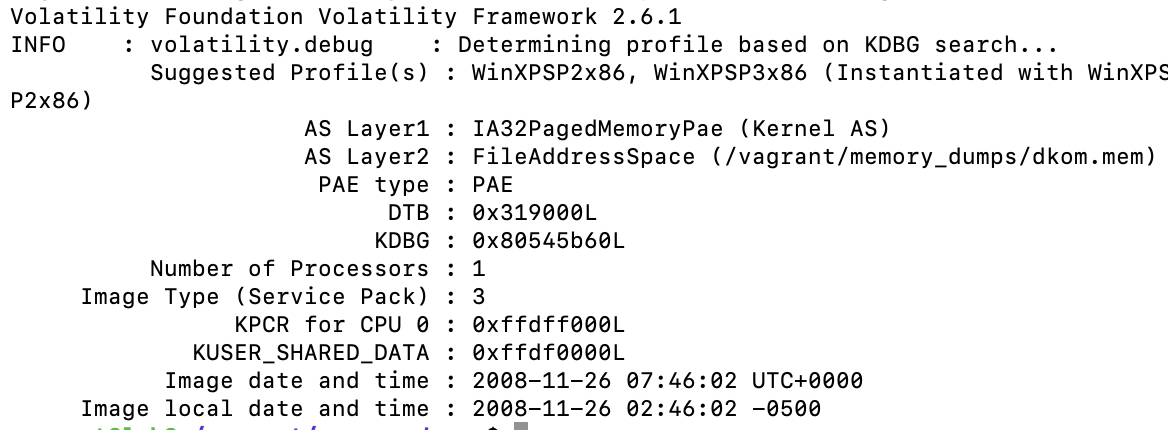 Volatility Foundation Volatility Framework 2.6.1
INFO    : volatility.debug    : Determining profile based on KDBG search...
          Suggested Profile(s) : WinXPSP2x86, WinXPSP3x86 (Instantiated with WinXPS
P2x86)
                     AS Layer1 : IA32PagedMemoryPae (Kernel AS)
                     AS Layer2 : FileAddressSpace (/vagrant/memory_dumps/dkom.mem)
                      PAE type : PAE
                           DTB : 0x319000L
                          KDBG : 0x80545b60L
          Number of Processors : 1
     Image Type (Service Pack) : 3
                KPCR for CPU 0 : 0xffdff000L
             KUSER_SHARED_DATA : 0xffdf0000L
           Image date and time : 2008-11-26 07:46:02 UTC+0000
     Image local date and time : 2008-11-26 02:46:02 -0500